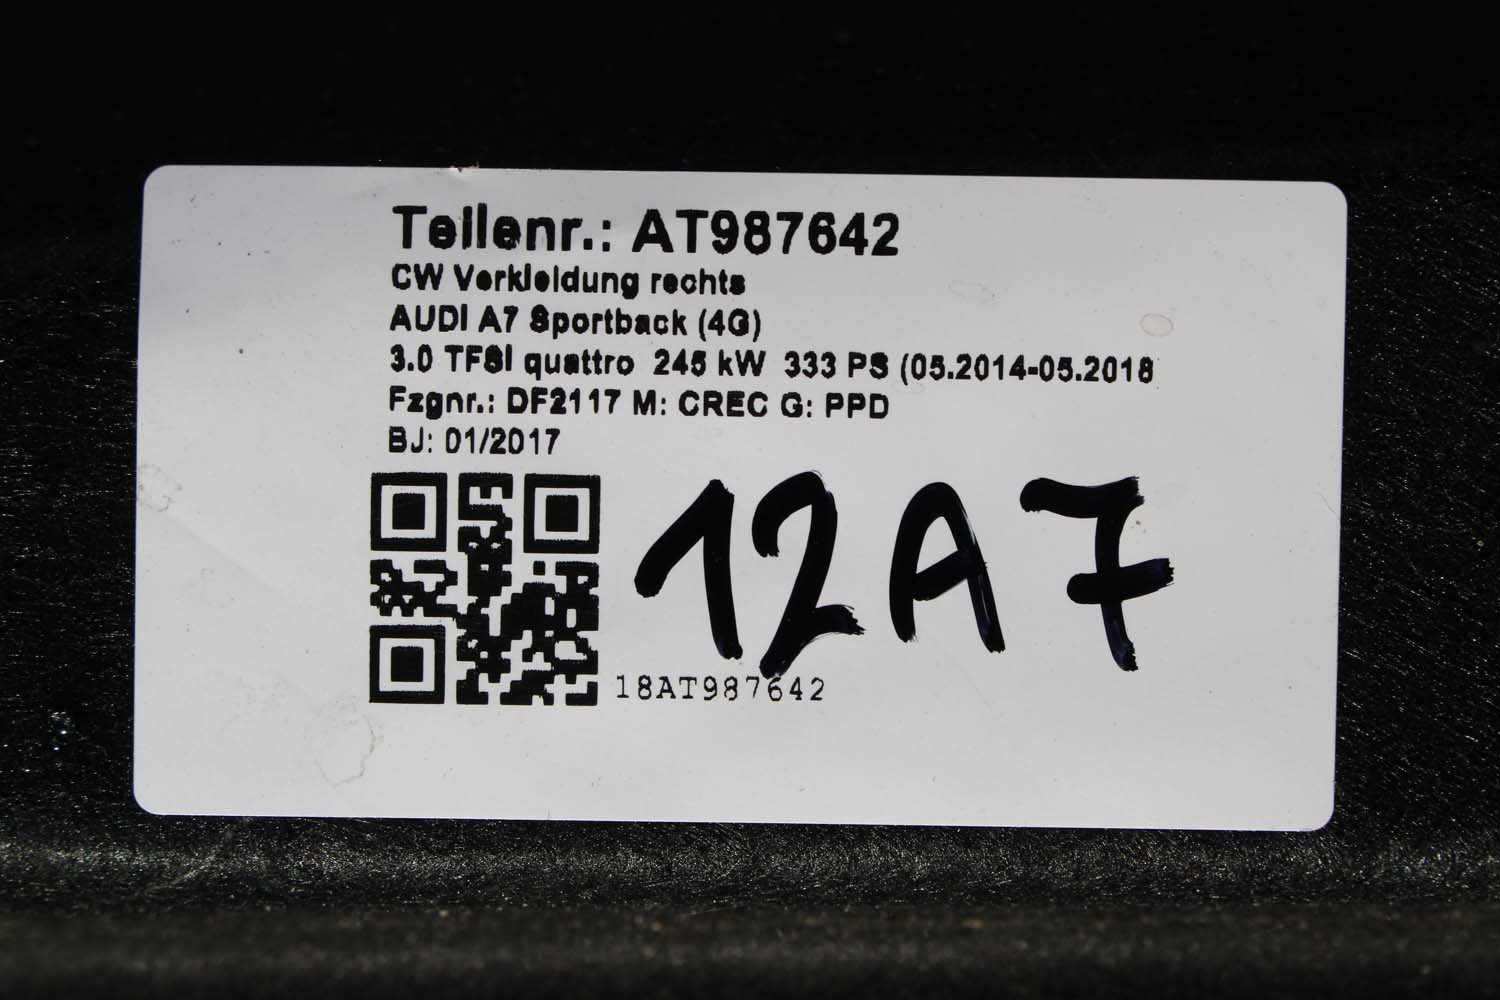 Teilenr.: AT987642
CW Verkleidung rechts
AUDI A7 Sportback (4G)
3.0 TFSI quattro 245 kW 333 PS (05.2014-05.2018
Fzgnr.: DF2117 M: CREC G: PPD
BJ: 01/2017
12A7
18AT987642